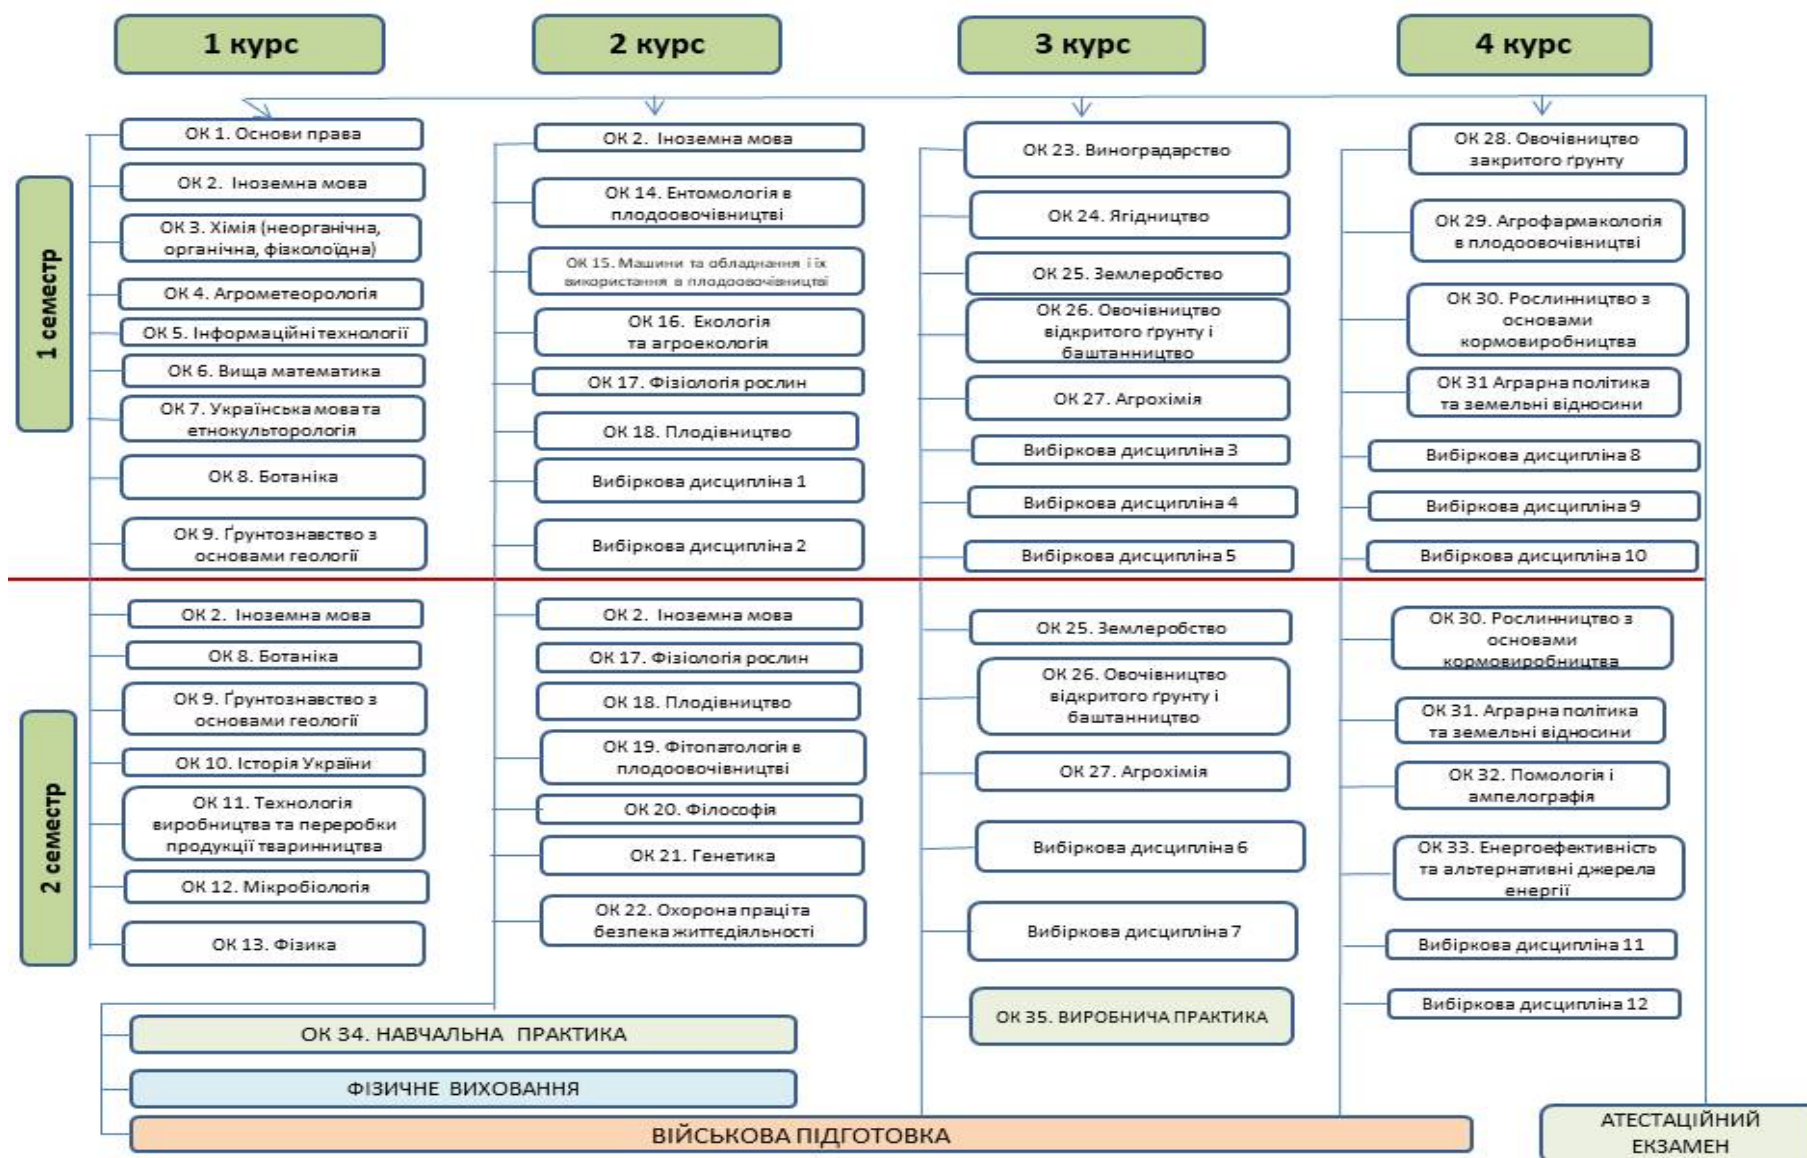 1 курс
2 курс
3 курс
4 курс
1 семестр
ОК 1. Основи права
ОК 2. Іноземна мова
ОК 3. Хімія (неорганічна,
органічна, фізколоїдна)
ОК 4. Агрометеорологія
ОК 5. Інформаційні технології
ОК 6. Вища математика
ОК 7. Українська мова та
етнокульторологія
ОК 8. Ботаніка
ОК 9. Ґрунтознавство з
основами геології
ОК 2. Іноземна мова
ОК 14. Ентомологія в
плодоовочівництві
ОК 15. Машини та обладнання і їх
використання в плодоовочівництві
ОК 16. Екологія
та агроекологія
ОК 17. Фізіологія рослин
ОК 18. Плодівництво
Вибіркова дисципліна 1
Вибіркова дисципліна 2
ОК 23. Виноградарство
ОК 24. Ягідництво
ОК 25. Землеробство
ОК 26. Овочівництво
відкритого ґрунту і
баштанництво
ОК 27. Агрохімія
Вибіркова дисципліна 3
Вибіркова дисципліна 4
Вибіркова дисципліна 5
ОК 28. Овочівництво
закритого ґрунту
ОК 29. Агрофармакологія
в плодоовочівництві
ОК 30. Рослинництво з
основами
кормовиробництва
ОК 31 Аграрна політика
та земельні відносини
Вибіркова дисципліна 8
Вибіркова дисципліна 9
Вибіркова дисципліна 10
2 семестр
ОК 2. Іноземна мова
ОК 8. Ботаніка
ОК 9. Ґрунтознавство з
основами геології
ОК 10. Історія України
ОК 11. Технологія
виробництва та переробки
продукції тваринництва
ОК 12. Мікробіологія
ОК 13. Фізика
ОК 2. Іноземна мова
ОК 17. Фізіологія рослин
ОК 18. Плодівництво
ОК 19. Фітопатологія в
плодоовочівництві
ОК 20. Філософія
ОК 21. Генетика
ОК 22. Охорона праці та
безпека життєдіяльності
ОК 25. Землеробство
ОК 26. Овочівництво
відкритого ґрунту і
баштанництво
ОК 27. Агрохімія
Вибіркова дисципліна 6
Вибіркова дисципліна 7
ОК 35. ВИРОБНИЧА ПРАКТИКА
ОК 30. Рослинництво з
основами
кормовиробництва
ОК 31. Аграрна політика
та земельні відносини
ОК 32. Помологія і
ампелографія
ОК 33. Енергоефективність
та альтернативні джерела
енергії
Вибіркова дисципліна 11
Вибіркова дисципліна 12
ОК 34. НАВЧАЛЬНА ПРАКТИКА
ФІЗИЧНЕ ВИХОВАННЯ
ВІЙСЬКОВА ПІДГОТОВКА
АТЕСТАЦІЙНИЙ
ЕКЗАМЕН